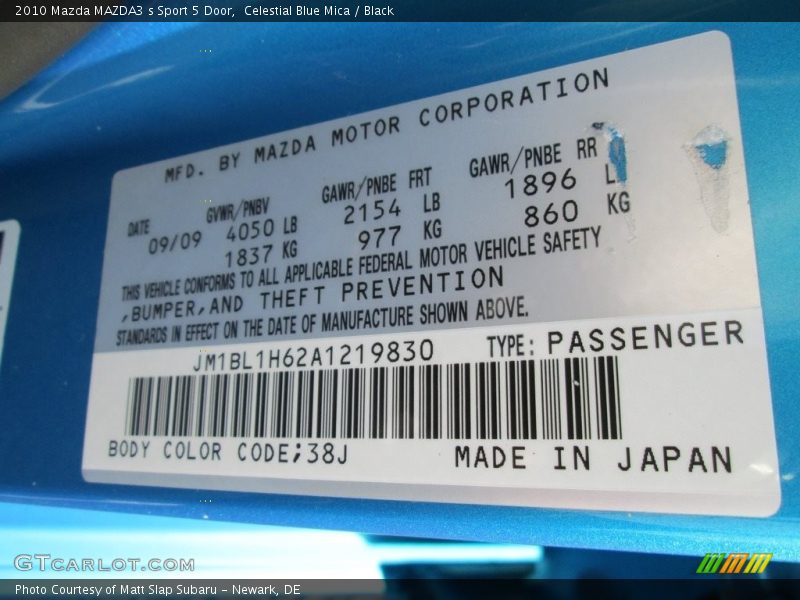 2010 Mazda MAZDA3 s Sport 5 Door, Celestial Blue Mica / Black
MFD. BY MAZDA MOTOR CORPORATION
DATE GVWR/PNBV GAWR/PNBE FRT GAWR/PNBE RR
09/09 4050 LB 2154 LB 1896
1837 KG 977 KG 860 KG
THIS VEHICLE CONFORMS TO ALL APPLICABLE FEDERAL MOTOR VEHICLE SAFETY
,BUMPER,AND THEFT PREVENTION
STANDARDS IN EFFECT ON THE DATE OF MANUFACTURE SHOWN ABOVE.
JM1BL1H62A1219830 TYPE: PASSENGER
BODY COLOR CODE;38J MADE IN JAPAN
GTCARLOT.COM
Photo Courtesy of Matt Slap Subaru - Newark, DE